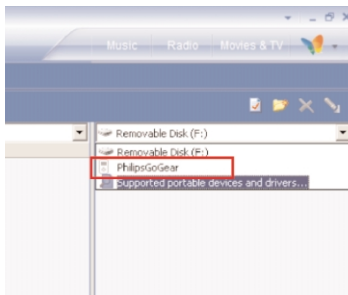 Music Radio Movies & TV
Removable Disk (F:)
Removable Disk (F:)
PhilipsGoGear
Supported portable devices and drivers...